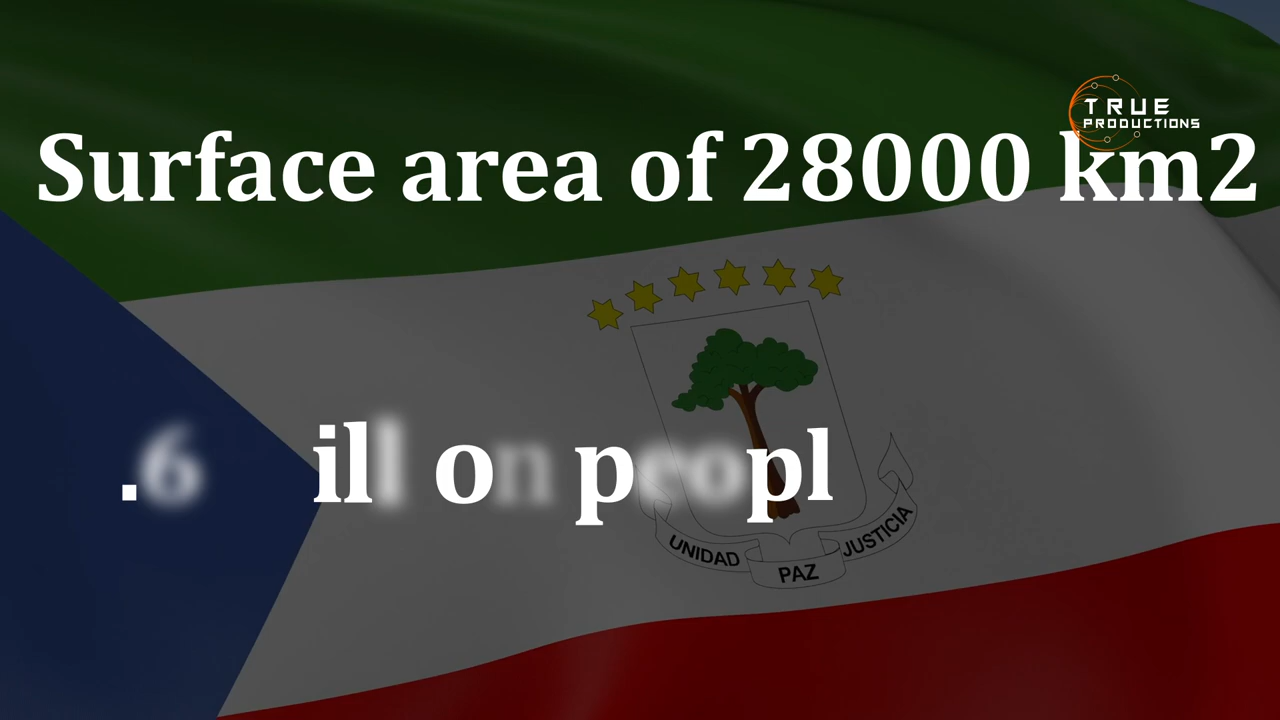 TRUE
PRODUCTIONS
Surface area of 28000 km2
UNIDAD PAZ JUSTICIA